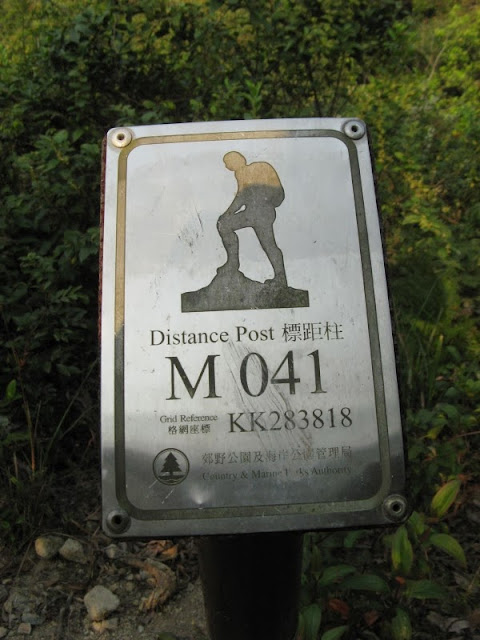 Distance Post 標距柱
M 041
Grid Reference
格網座標 KK283818
郊野公園及海岸公園管理局
Country & Marine Parks Authority